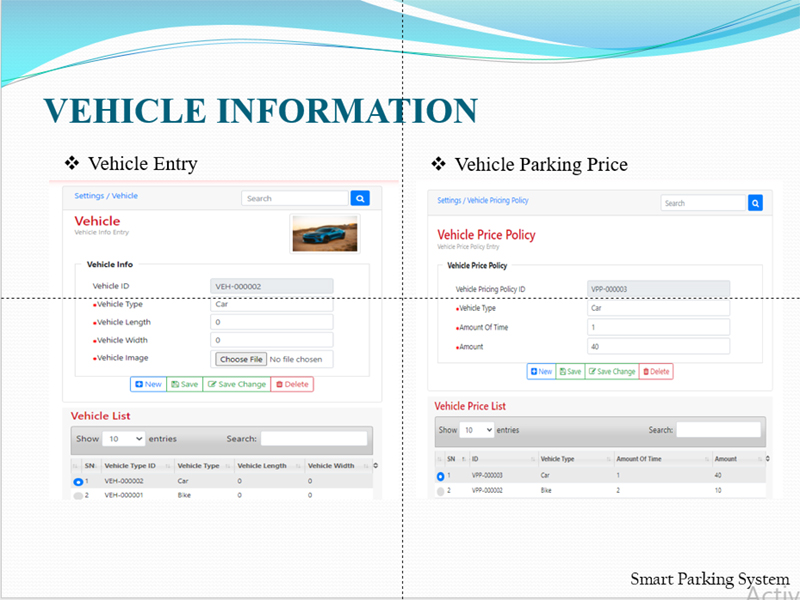 VEHICLE INFORMATION
❖ Vehicle Entry
Settings / Vehicle
Search
Vehicle
Vehicle Info Entry
Vehicle Info
Vehicle ID VEH-000002
Vehicle Type Car
Vehicle Length 0
Vehicle Width 0
Vehicle Image Choose File No file chosen
New Save Save Change Delete
Vehicle List
Show 10 entries Search:
SN Vehicle Type ID Vehicle Type Vehicle Length Vehicle Width
1 VEH-000002 Car 0 0
2 VEH-000001 Bike 0 0
❖ Vehicle Parking Price
Settings / Vehicle Pricing Policy
Search
Vehicle Price Policy
Vehicle Price Policy Entry
Vehicle Price Policy
Vehicle Pricing Policy ID VPP-000003
Vehicle Type Car
Amount Of Time 1
Amount 40
New Save Save Change Delete
Vehicle Price List
Show 10 entries Search:
SN ID Vehicle Type Amount Of Time Amount
1 VPP-000003 Car 1 40
2 VPP-000002 Bike 2 10
Smart Parking System
Activ